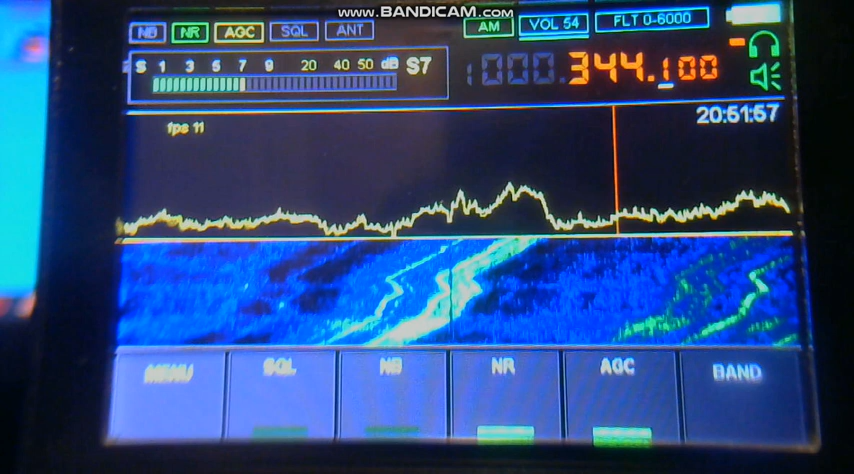 www.BANDICAM.com
NB NR AGC SQL ANT AM VOL 54 FLT 0-6000
S 1 3 5 7 9 20 40 50 dB S7 1000.344.100
20:51:57
fps 11
MENU SQL NB NR AGC BAND